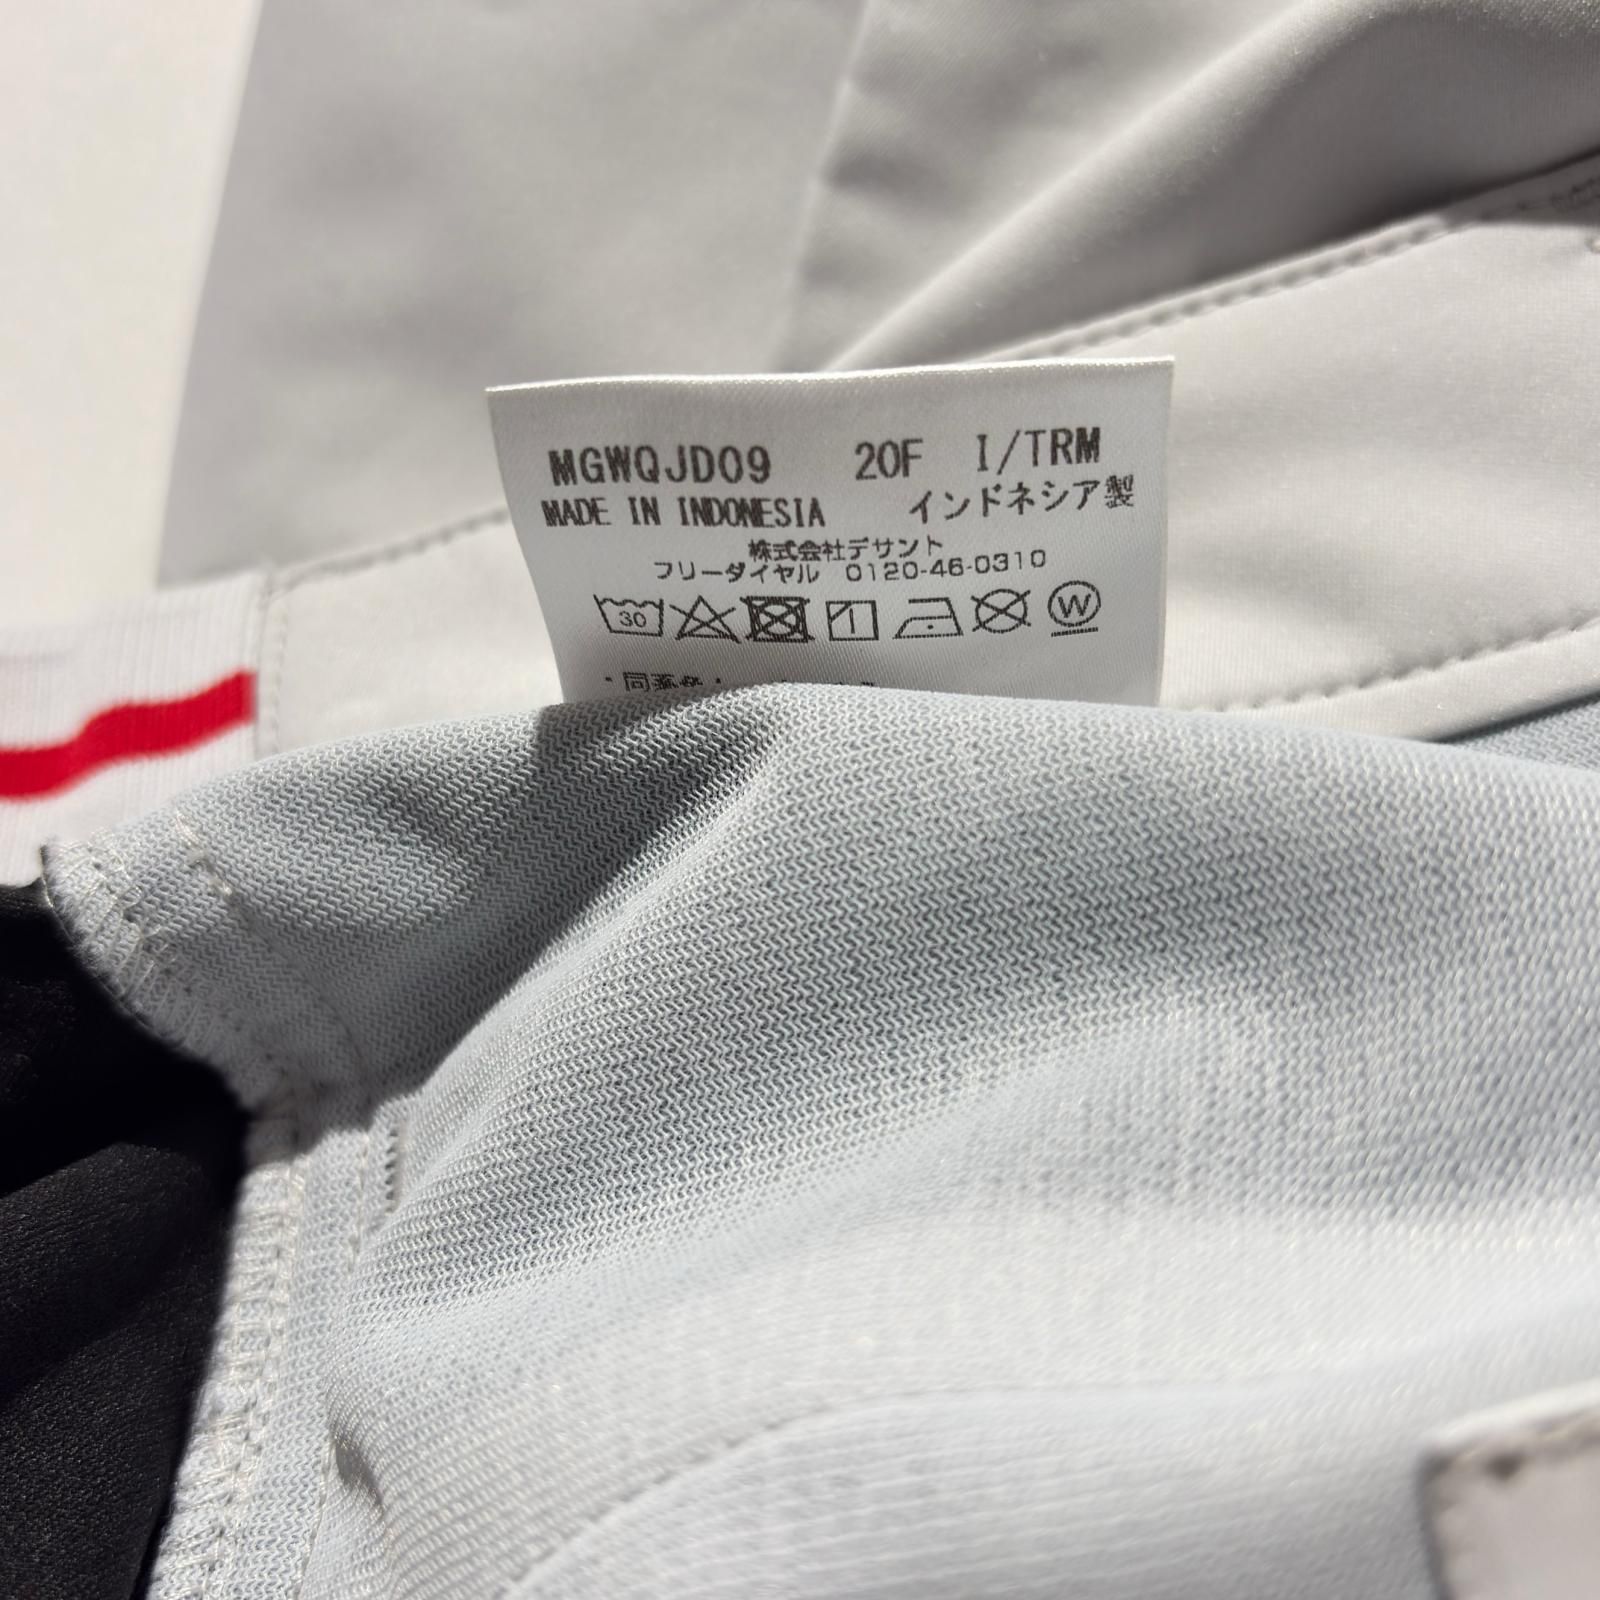 MGWQJD09 20F I/TRM
MADE IN INDONESIA インドネシア製
株式会社デサント
フリーダイヤル 0120-46-0310
30 W